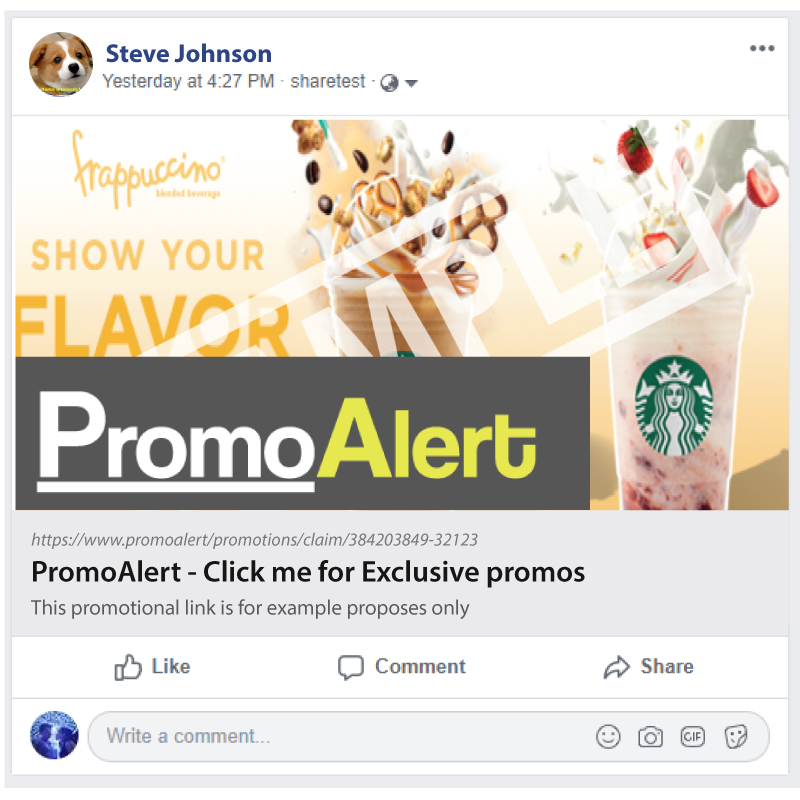 Steve Johnson
Yesterday at 4:27 PM · sharetest ·
frappuccino®
blended beverage
SHOW YOUR
FLAVOR
SAMPLE
PromoAlert
https://www.promoalert/promotions/claim/384203849-32123
PromoAlert - Click me for Exclusive promos
This promotional link is for example proposes only
Like
Comment
Share
Write a comment...
GIF